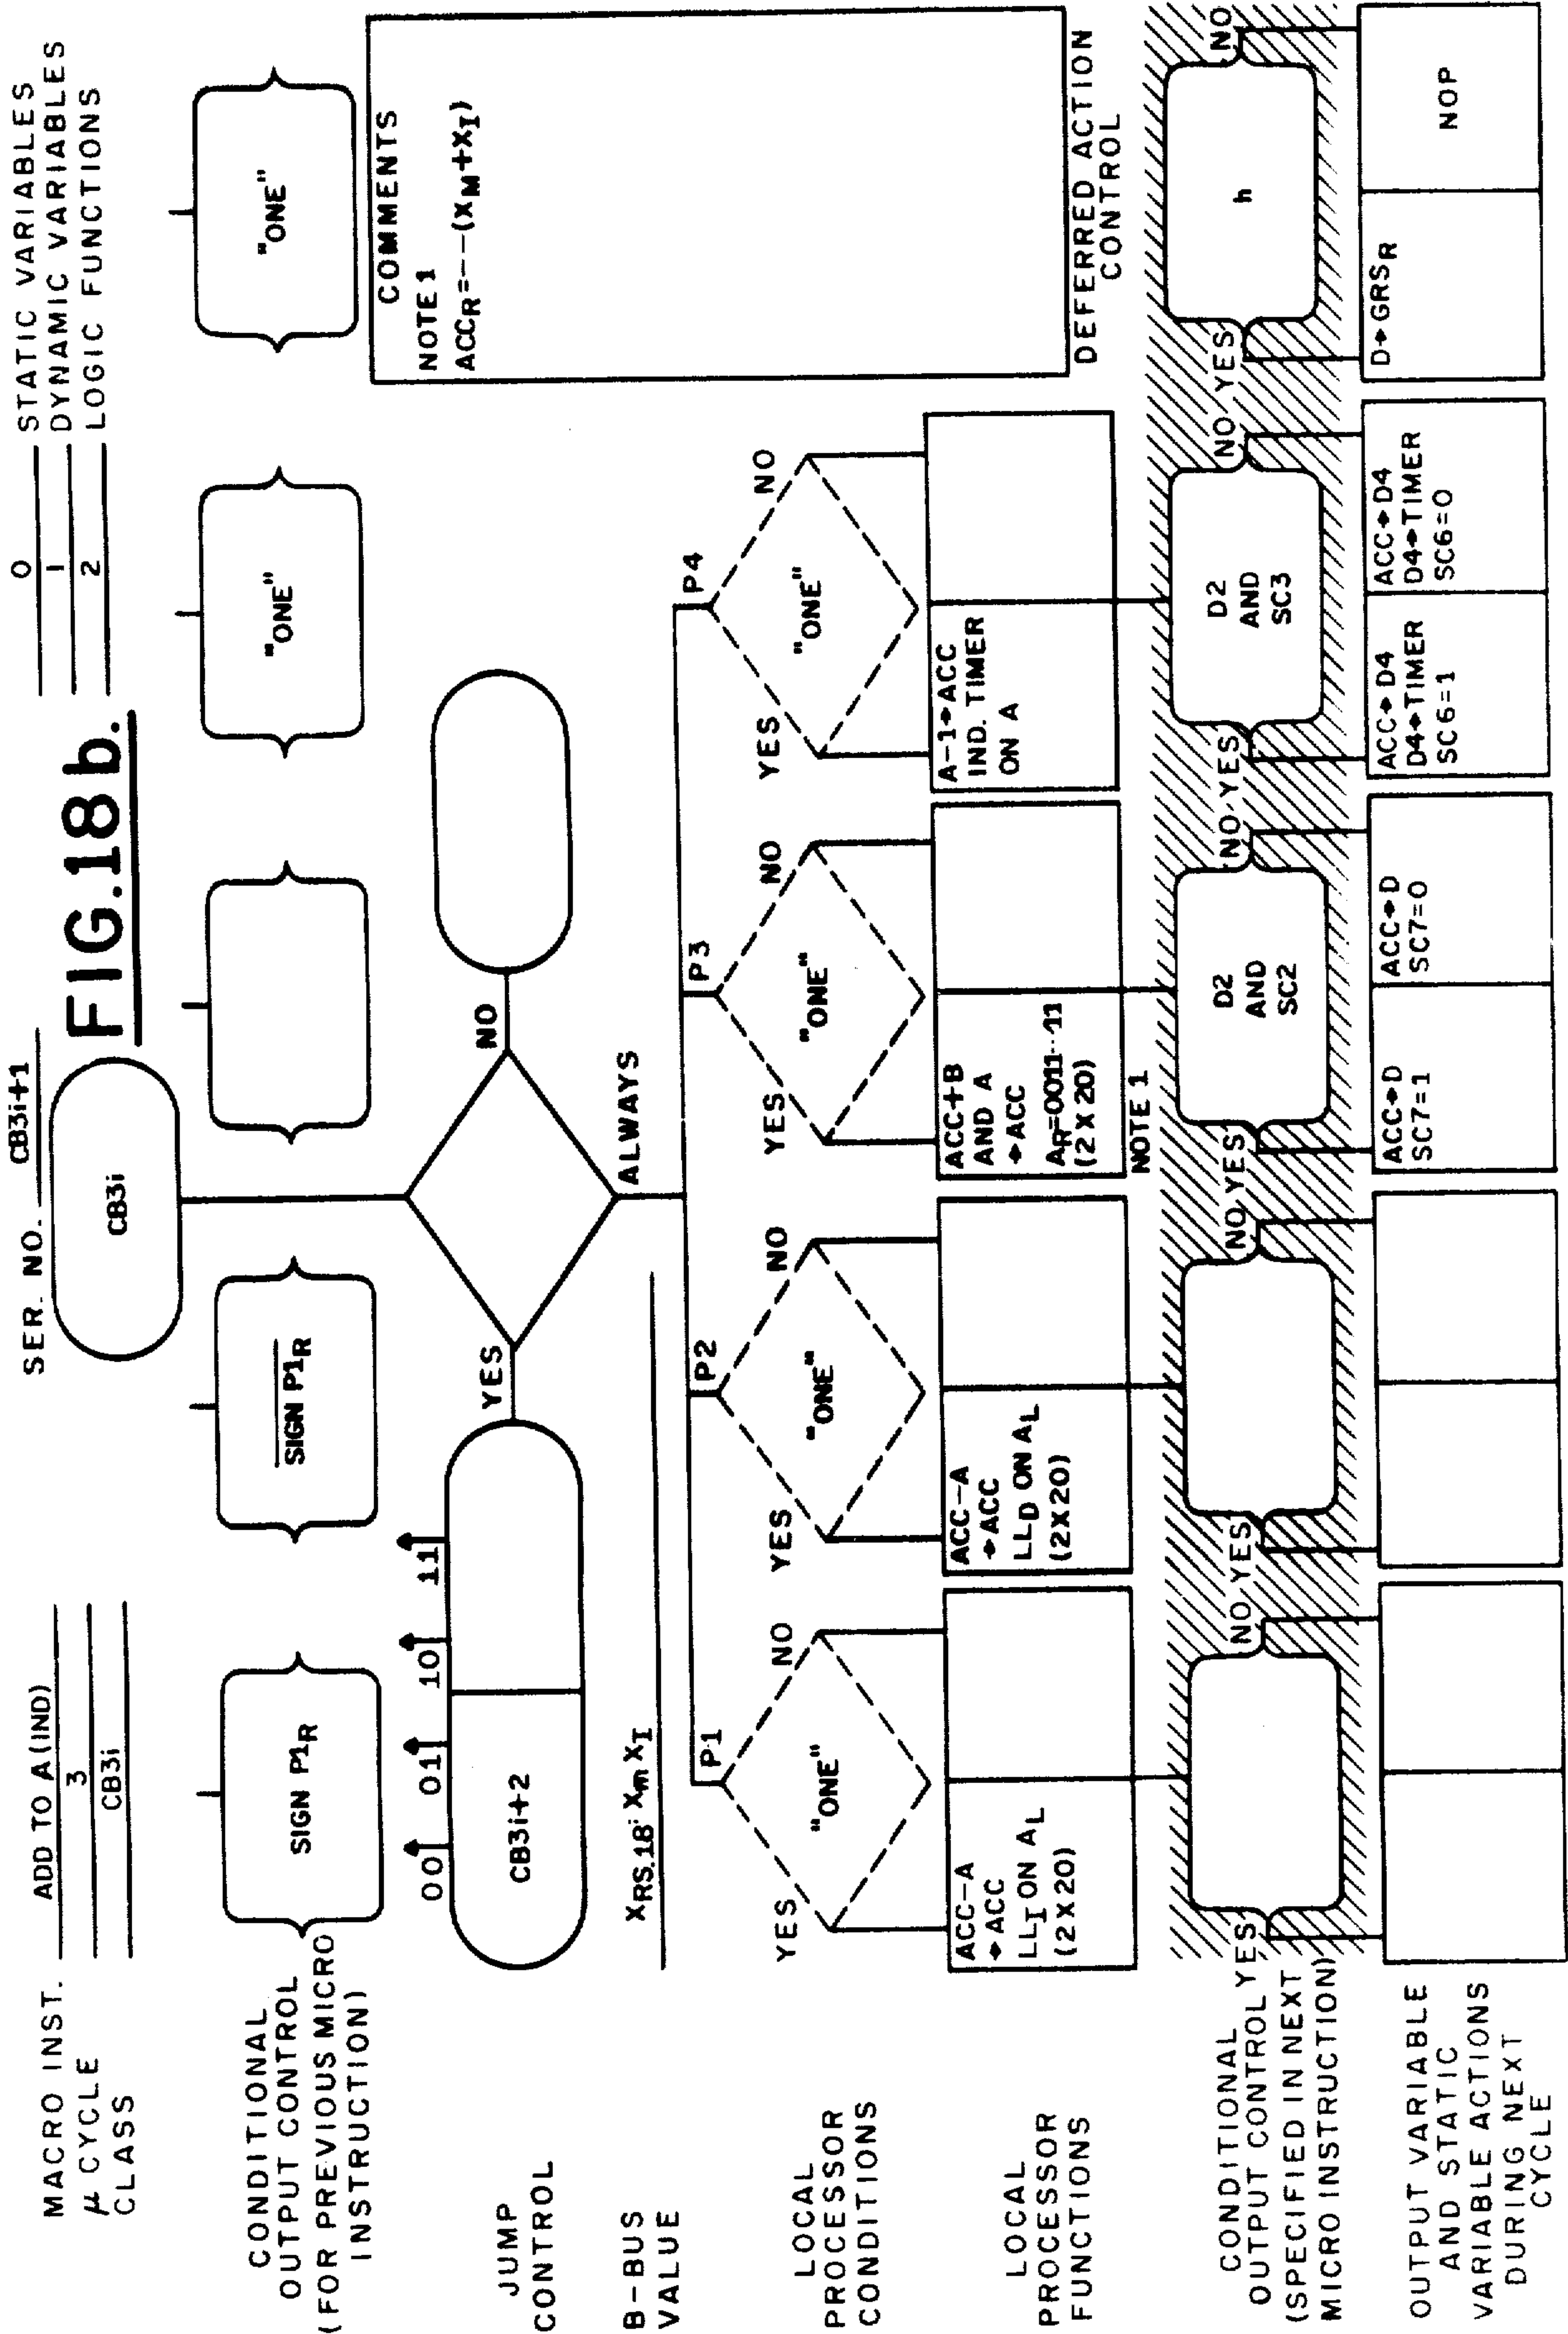 MACRO INST. ADD TO A (IND)
μ CYCLE 3
CLASS CB3i
SER. NO. CB3i+1
CB3i
FIG.18b.
0 STATIC VARIABLES
1 DYNAMIC VARIABLES
2 LOGIC FUNCTIONS
CONDITIONAL
OUTPUT CONTROL
(FOR PREVIOUS MICRO
INSTRUCTION)
SIGN P1R
SIGN P1R
"ONE"
"ONE"
JUMP
CONTROL
00
01
10
11
CB3i+2
YES
NO
ALWAYS
COMMENTS
NOTE 1
ACCR=---(XM+XI)
B-BUS
VALUE
XRS.18: Xm XI
P1
P2
P3
P4
LOCAL
PROCESSOR
CONDITIONS
YES
"ONE"
NO
YES
"ONE"
NO
YES
"ONE"
NO
YES
"ONE"
NO
LOCAL
PROCESSOR
FUNCTIONS
ACC-A
→ACC
LLI ON AL
(2X20)
ACC-A
→ACC
LLD ON AL
(2X20)
ACC+B
AND A
→ACC
AR=0011··11
(2X20)
NOTE 1
A-1→ACC
IND. TIMER
ON A
DEFERRED ACTION
CONTROL
CONDITIONAL
OUTPUT CONTROL
(SPECIFIED IN NEXT
MICRO INSTRUCTION)
YES
NO
YES
NO
YES
D2
AND
SC2
NO
YES
D2
AND
SC3
NO
YES
h
NO
OUTPUT VARIABLE
AND STATIC
VARIABLE ACTIONS
DURING NEXT
CYCLE
ACC→D
SC7=1
ACC→D
SC7=0
ACC→D4
D4→TIMER
SC6=1
ACC→D4
D4→TIMER
SC6=0
D→GRSR
NOP